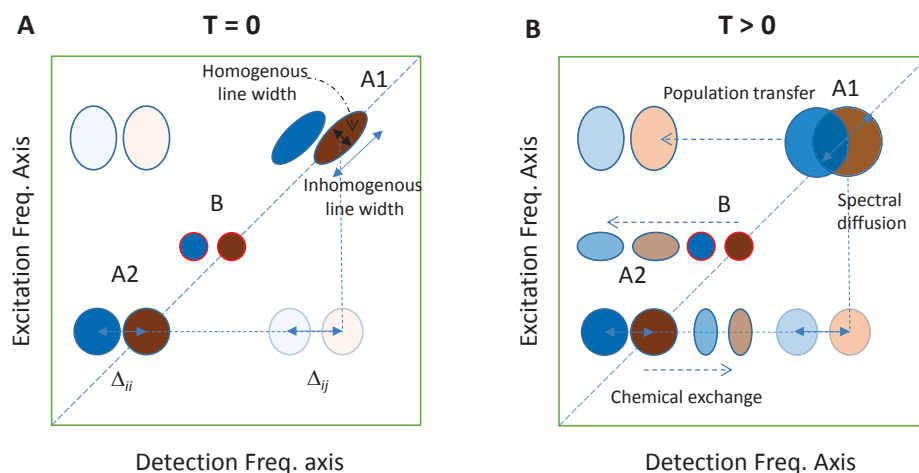 A
T = 0
Homogenous
line width
A1
Inhomogenous
line width
B
A2
Δii
Δij
Excitation Freq. Axis
Detection Freq. axis
B
T > 0
A1
Population transfer
Spectral
diffusion
B
A2
Chemical exchange
Excitation Freq. Axis
Detection Freq. Axis